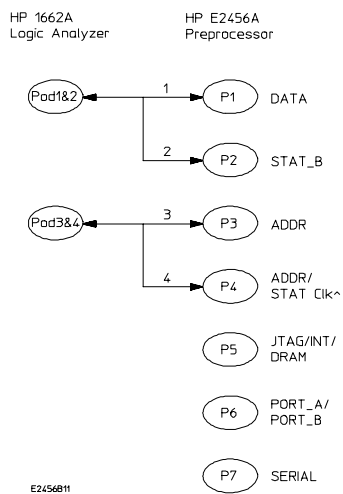 HP 1662A
Logic Analyzer
HP E2456A
Preprocessor
Pod1&2
1
P1
DATA
2
P2
STAT_B
Pod3&4
3
P3
ADDR
4
P4
ADDR/
STAT Clk^
P5
JTAG/INT/
DRAM
P6
PORT_A/
PORT_B
P7
SERIAL
E2456B11